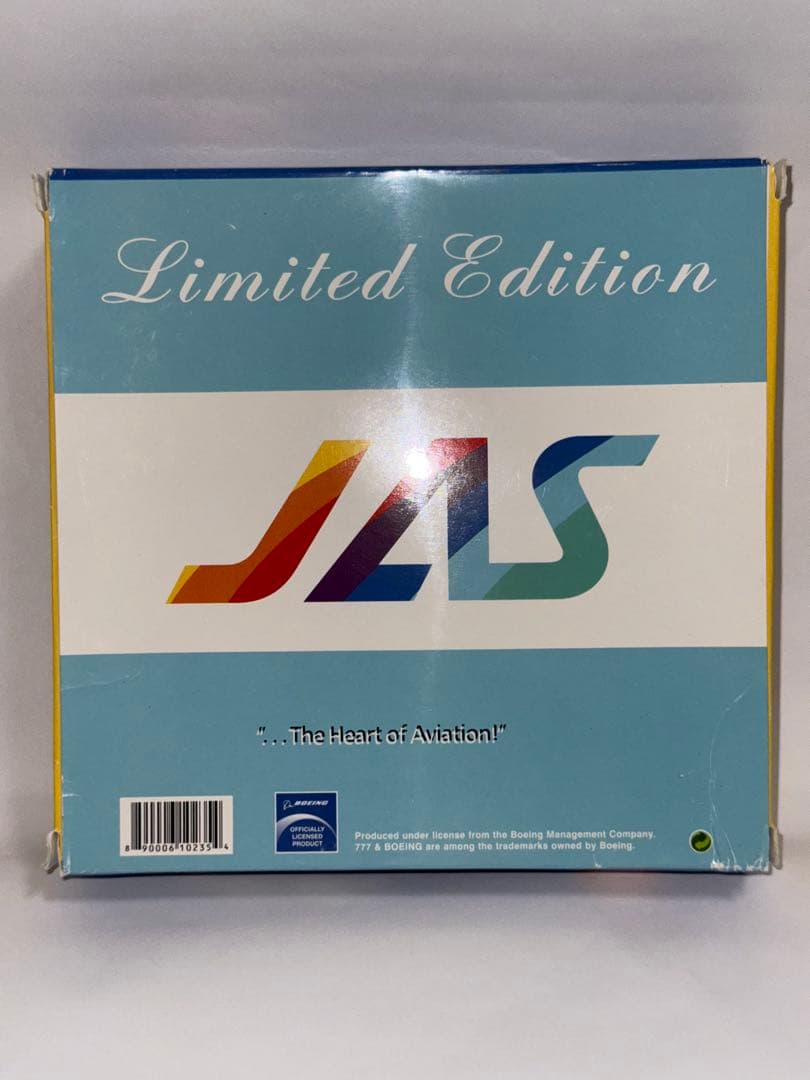 Limited Edition
JAS
"...The Heart of Aviation!"
BOEING
OFFICIALLY
LICENSED
PRODUCT
Produced under license from the Boeing Management Company.
777 & BOEING are among the trademarks owned by Boeing.
8 90006 10235 4